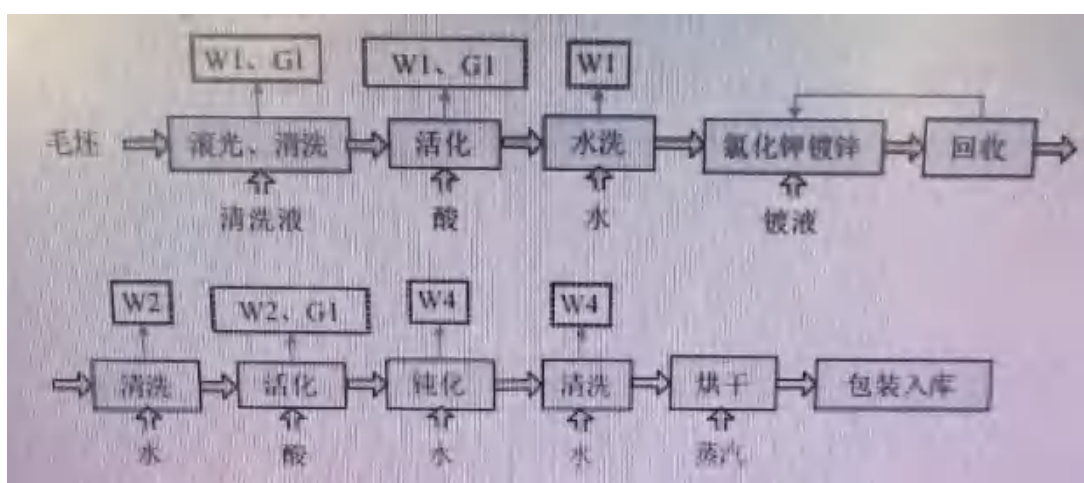 W1、G1 W1、G1 W1
毛坯 滚光、清洗 活化 水洗 氯化钾镀锌 回收
清洗液 酸 水 镀液
W2 W2、G1 W4 W4
清洗 活化 钝化 清洗 烘干 包装入库
水 酸 水 水 蒸汽